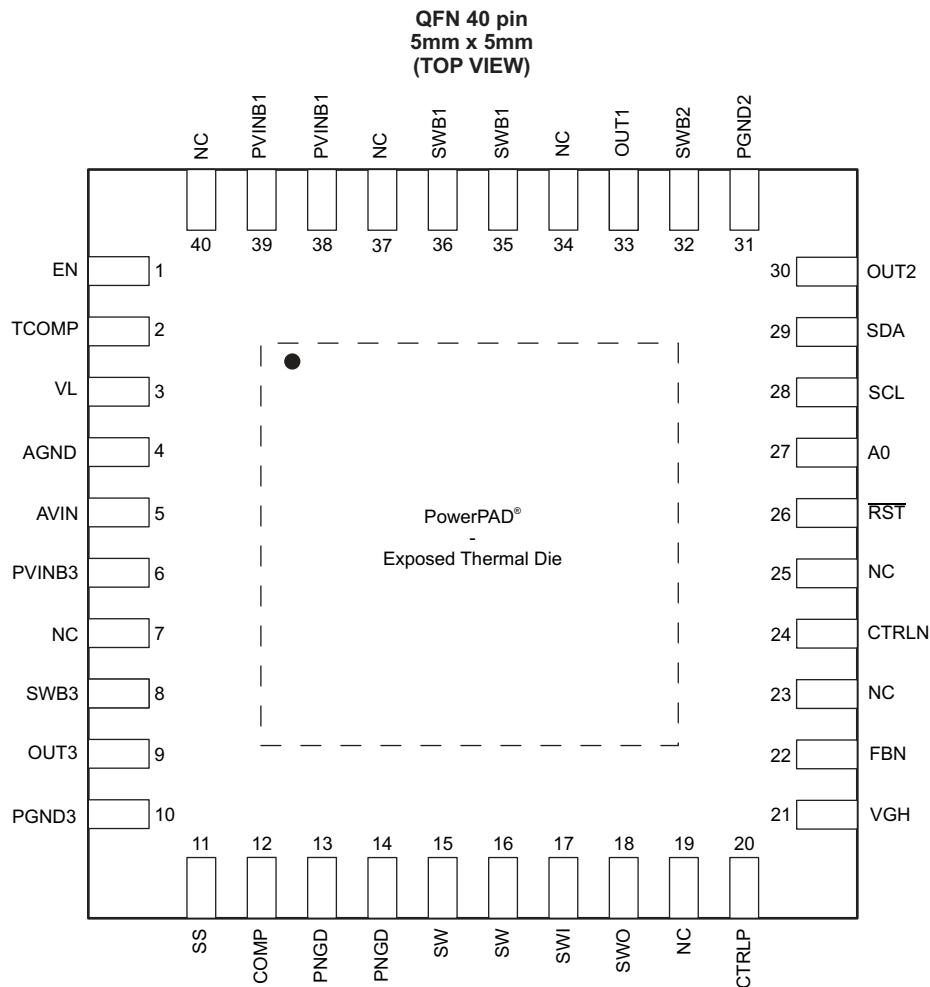 QFN 40 pin
5mm x 5mm
(TOP VIEW)
NC PVINB1 PVINB1 NC SWB1 SWB1 NC OUT1 SWB2 PGND2
40 39 38 37 36 35 34 33 32 31
EN 1 30 OUT2
TCOMP 2 29 SDA
VL 3 28 SCL
AGND 4 27 A0
AVIN 5 26 RST
PowerPAD®
-
Exposed Thermal Die
PVINB3 6 25 NC
NC 7 24 CTRLN
SWB3 8 23 NC
OUT3 9 22 FBN
PGND3 10 21 VGH
11 12 13 14 15 16 17 18 19 20
SS COMP PNGD PNGD SW SW SWI SWO NC CTRLP